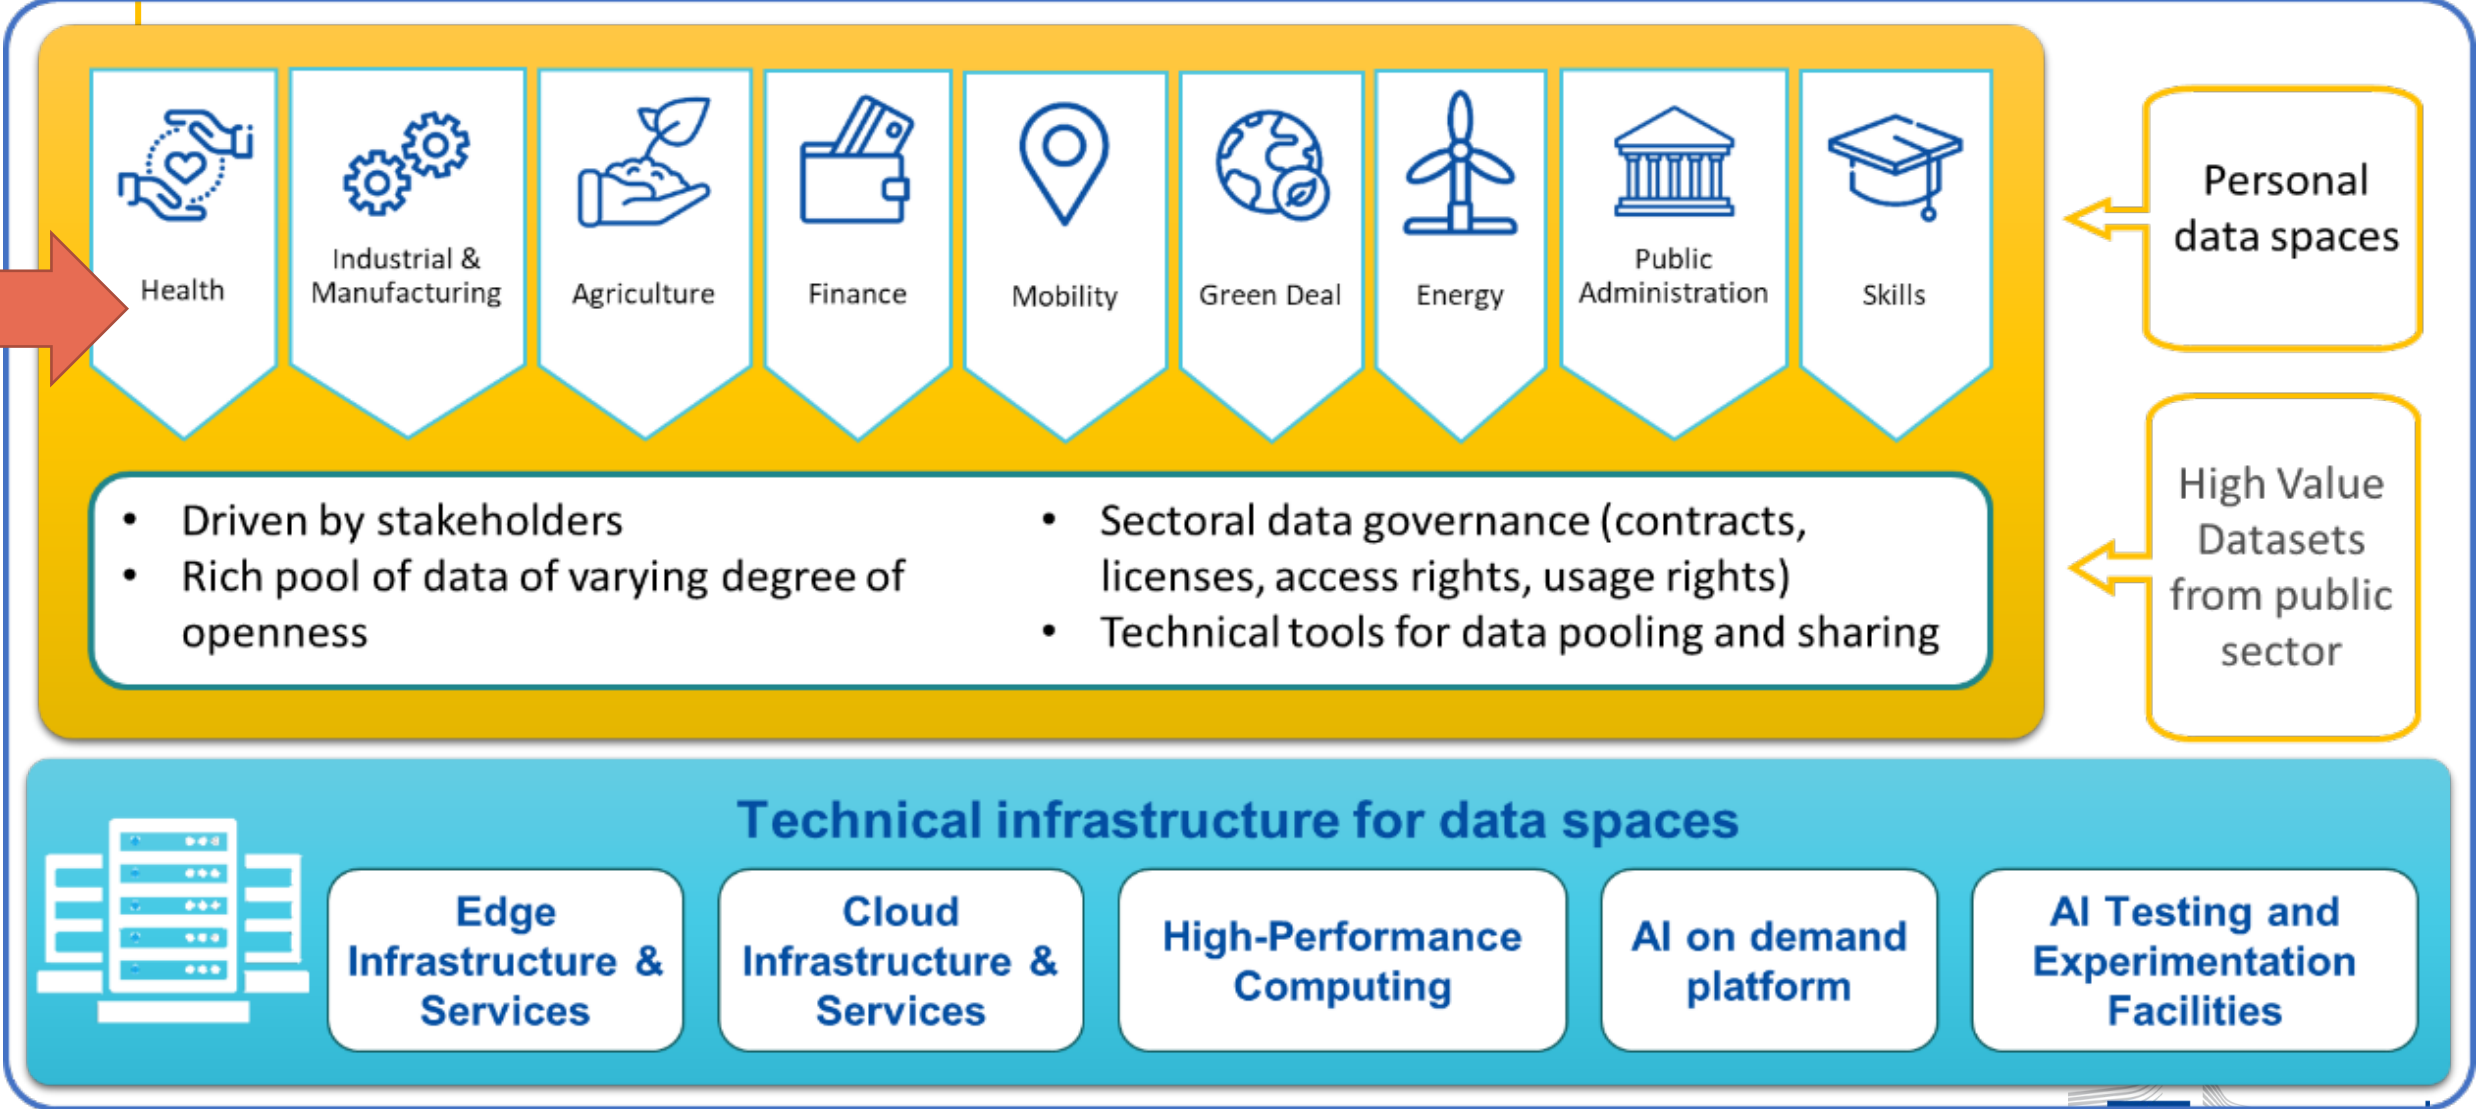 Health
Industrial &
Manufacturing
Agriculture
Finance
Mobility
Green Deal
Energy
Public
Administration
Skills
Personal
data spaces
• Driven by stakeholders
• Rich pool of data of varying degree of
openness
• Sectoral data governance (contracts,
licenses, access rights, usage rights)
• Technical tools for data pooling and sharing
High Value
Datasets
from public
sector
Technical infrastructure for data spaces
Edge
Infrastructure &
Services
Cloud
Infrastructure &
Services
High-Performance
Computing
AI on demand
platform
AI Testing and
Experimentation
Facilities